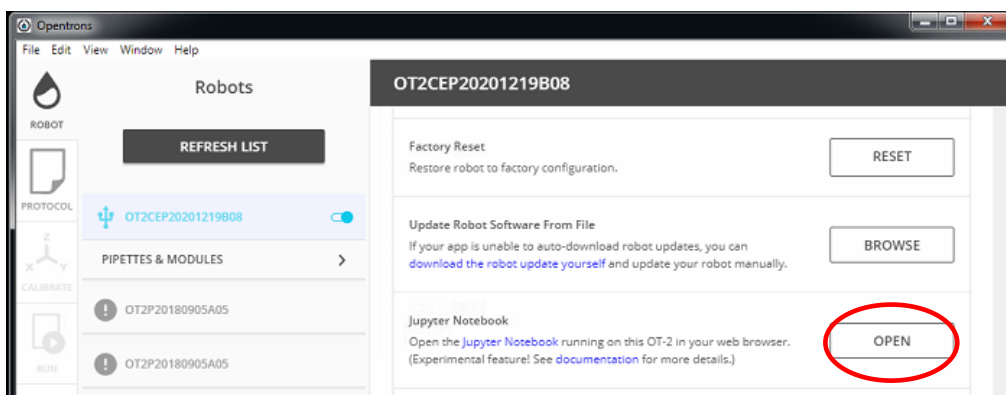 Opentrons
File Edit View Window Help
ROBOT
PROTOCOL
Z
X Y
CALIBRATE
RUN
Robots
REFRESH LIST
OT2CEP20201219B08
PIPETTES & MODULES
OT2P20180905A05
OT2P20180905A05
OT2CEP20201219B08
Factory Reset
Restore robot to factory configuration.
RESET
Update Robot Software From File
If your app is unable to auto-download robot updates, you can
download the robot update yourself and update your robot manually.
BROWSE
Jupyter Notebook
Open the Jupyter Notebook running on this OT-2 in your web browser.
(Experimental feature! See documentation for more details.)
OPEN